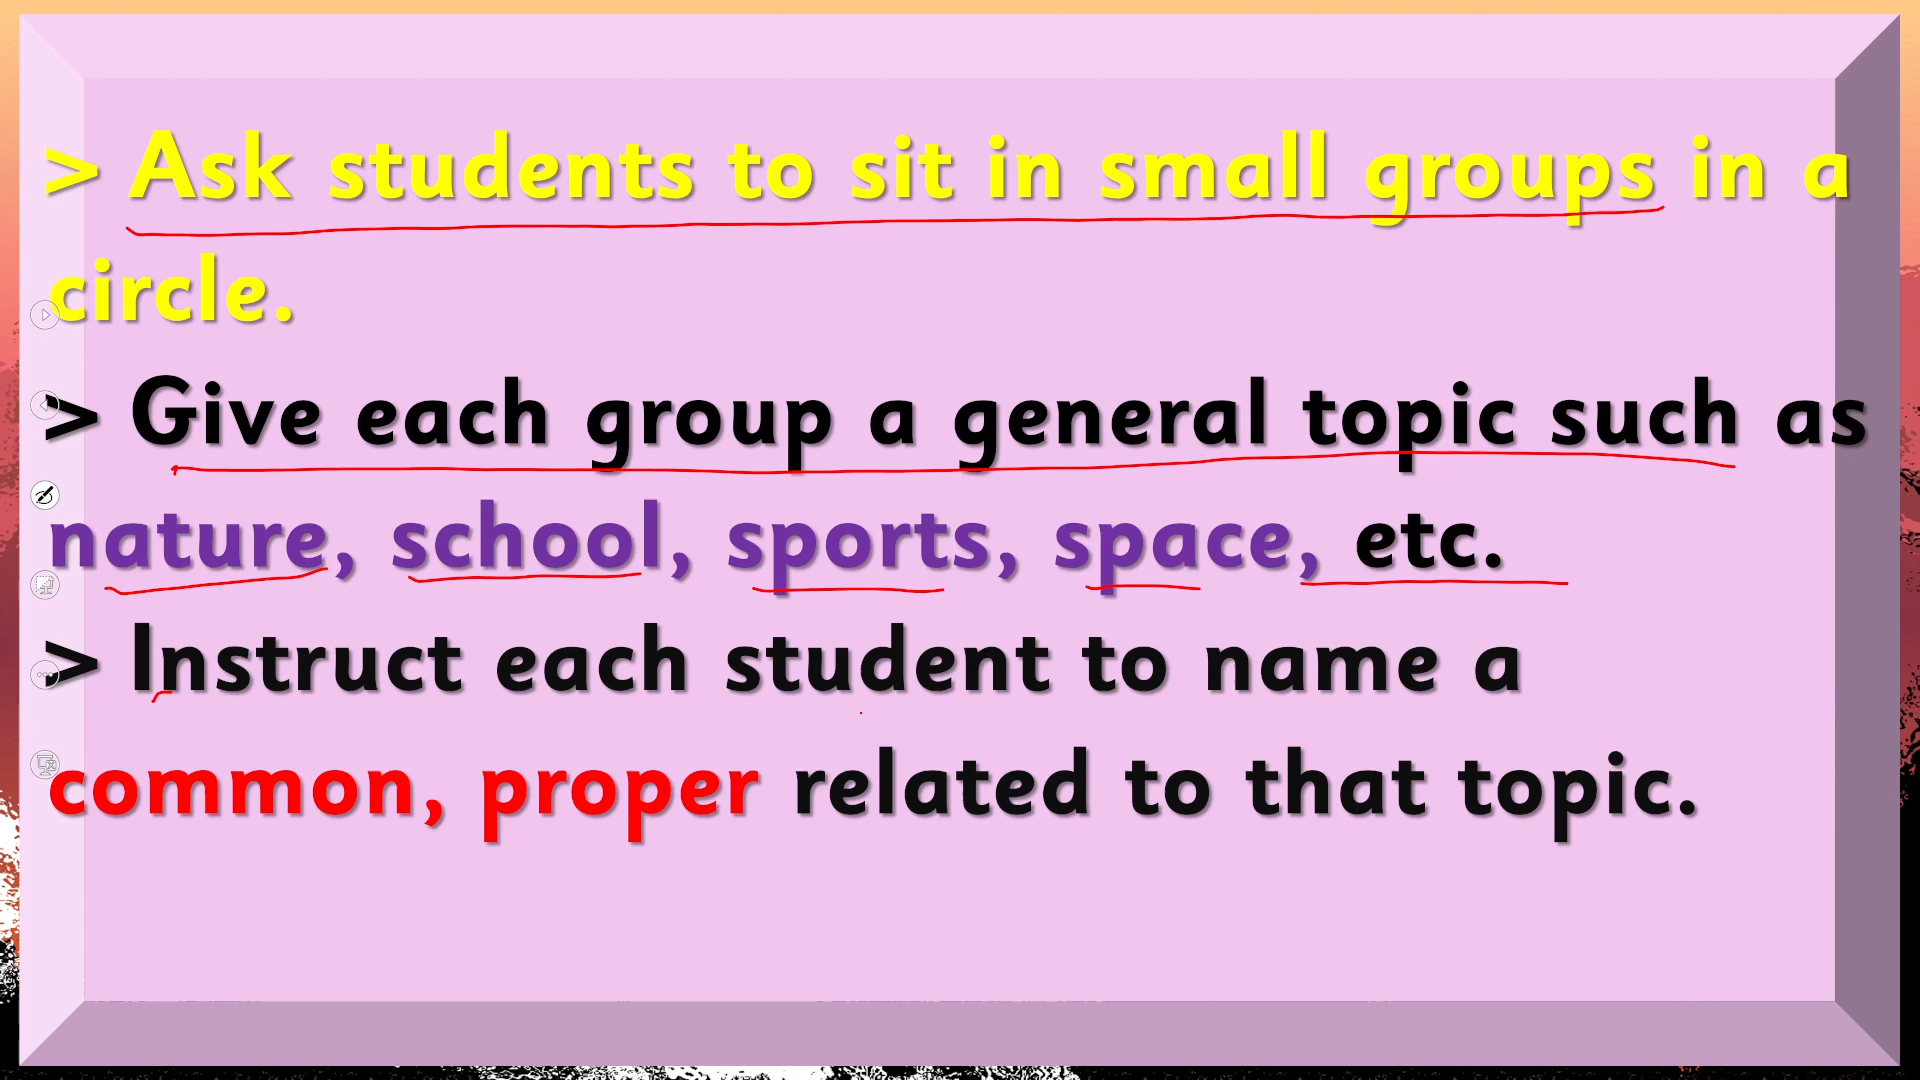 > Ask students to sit in small groups in a
circle.
> Give each group a general topic such as
nature, school, sports, space, etc.
> Instruct each student to name a
common, proper related to that topic.